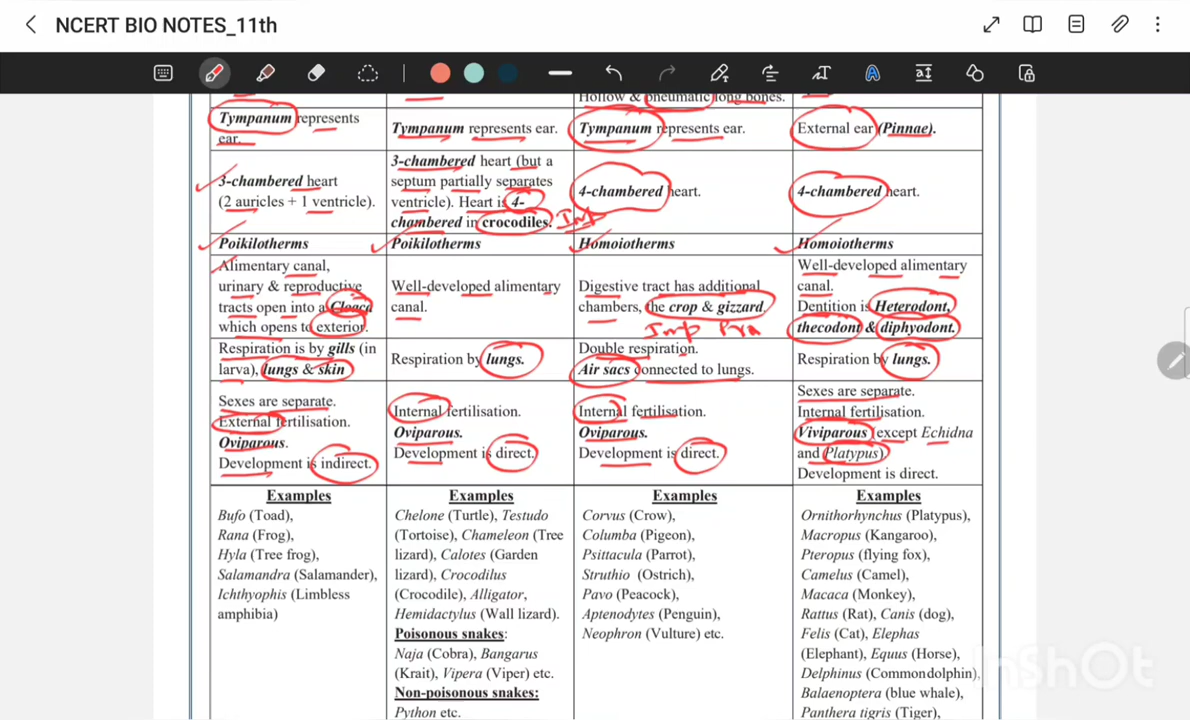 NCERT BIO NOTES_11th
Hollow & pneumatic long bones.
Tympanum represents
ear.
Tympanum represents ear.
Tympanum represents ear.
External ear (Pinnae).
3-chambered heart
(2 auricles + 1 ventricle).
3-chambered heart (but a
septum partially separates
ventricle). Heart is 4-
chambered in crocodiles.
Imp
4-chambered heart.
4-chambered heart.
Poikilotherms
Poikilotherms
Homoiotherms
Homoiotherms
Alimentary canal,
urinary & reproductive
tracts open into a Cloaca
which opens to exterior.
Well-developed alimentary
canal.
Digestive tract has additional
chambers, the crop & gizzard.
Imp
Well-developed alimentary
canal.
Dentition is Heterodont,
thecodont & diphyodont.
Respiration is by gills (in
larva), lungs & skin
Respiration by lungs.
Double respiration.
Air sacs connected to lungs.
Respiration by lungs.
Sexes are separate.
External fertilisation.
Oviparous.
Development is indirect.
Internal fertilisation.
Oviparous.
Development is direct.
Internal fertilisation.
Oviparous.
Development is direct.
Sexes are separate.
Internal fertilisation.
Viviparous (except Echidna
and Platypus)
Development is direct.
Examples
Bufo (Toad),
Rana (Frog),
Hyla (Tree frog),
Salamandra (Salamander),
Ichthyophis (Limbless
amphibia)
Examples
Chelone (Turtle), Testudo
(Tortoise), Chameleon (Tree
lizard), Calotes (Garden
lizard), Crocodilus
(Crocodile), Alligator,
Hemidactylus (Wall lizard).
Poisonous snakes:
Naja (Cobra), Bangarus
(Krait), Vipera (Viper) etc.
Non-poisonous snakes:
Python etc.
Examples
Corvus (Crow),
Columba (Pigeon),
Psittacula (Parrot),
Struthio (Ostrich),
Pavo (Peacock),
Aptenodytes (Penguin),
Neophron (Vulture) etc.
Examples
Ornithorhynchus (Platypus),
Macropus (Kangaroo),
Pteropus (flying fox),
Camelus (Camel),
Macaca (Monkey),
Rattus (Rat), Canis (dog),
Felis (Cat), Elephas
(Elephant), Equus (Horse),
Delphinus (Common dolphin),
Balaenoptera (blue whale),
Panthera tigris (Tiger),
InShOt